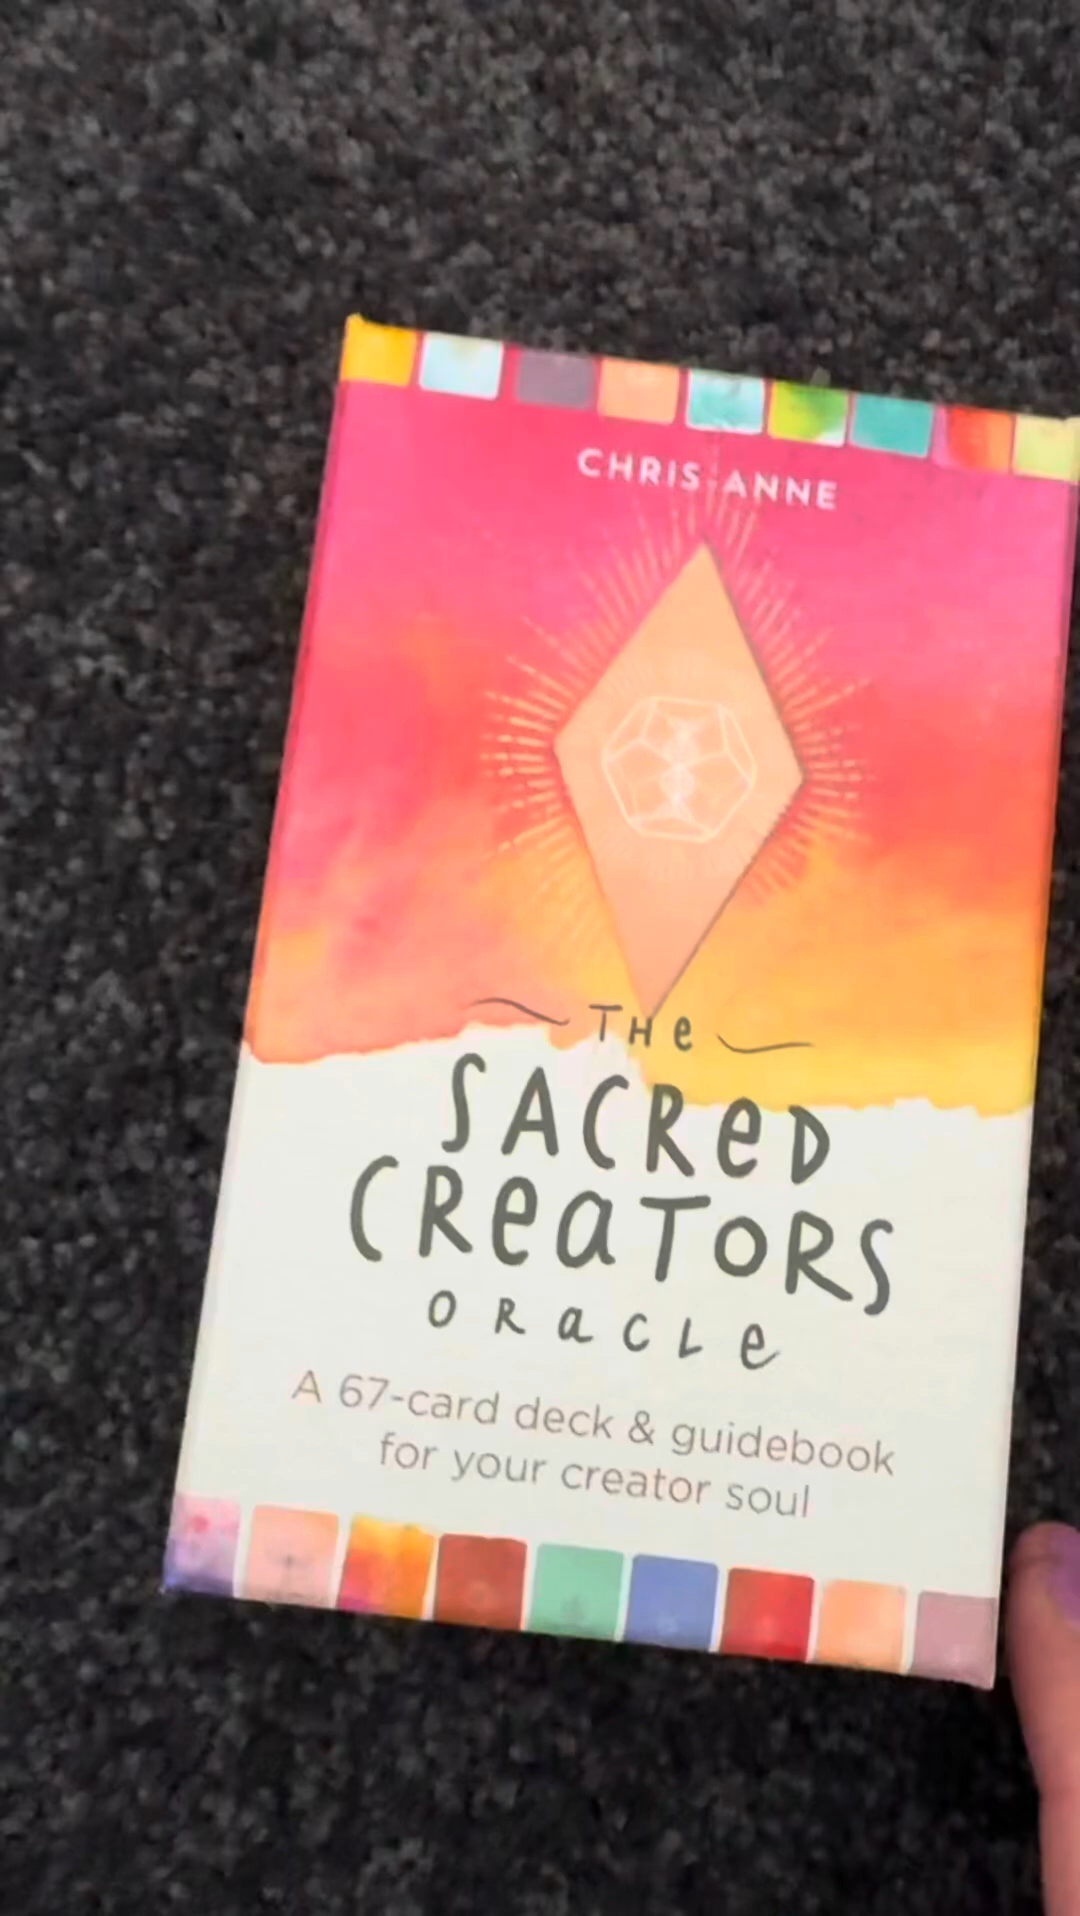 CHRIS-ANNE
THe
SACReD
CReaTORS
ORaCLe
A 67-card deck & guidebook
for your creator soul